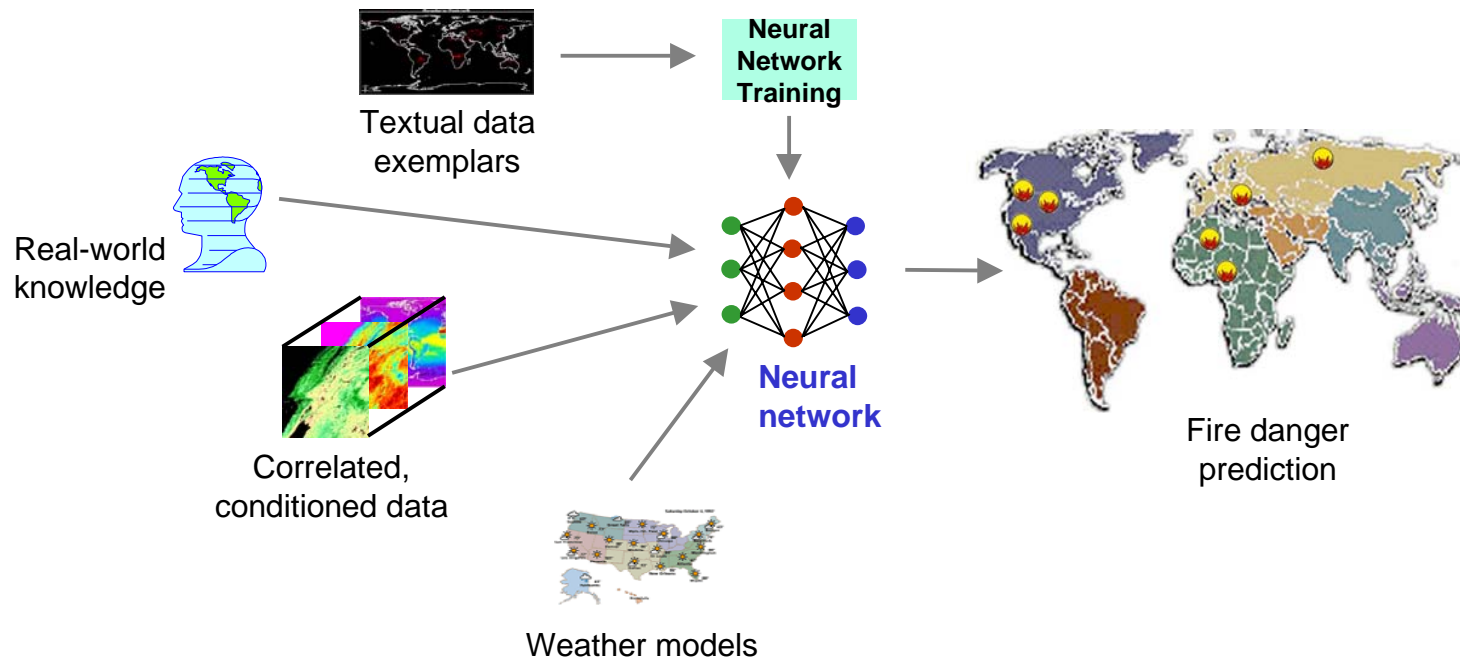 Neural
Network
Training
Textual data
exemplars
Real-world
knowledge
Neural
network
Correlated,
conditioned data
Fire danger
prediction
Weather models